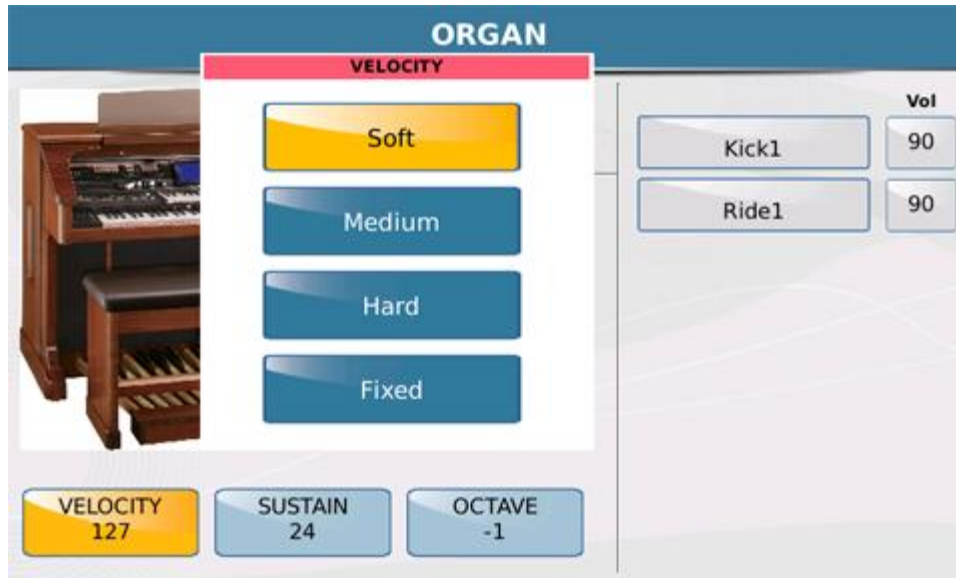 ORGAN
VELOCITY
Soft
Medium
Hard
Fixed
Vol
Kick1
90
Ride1
90
VELOCITY
127
SUSTAIN
24
OCTAVE
-1